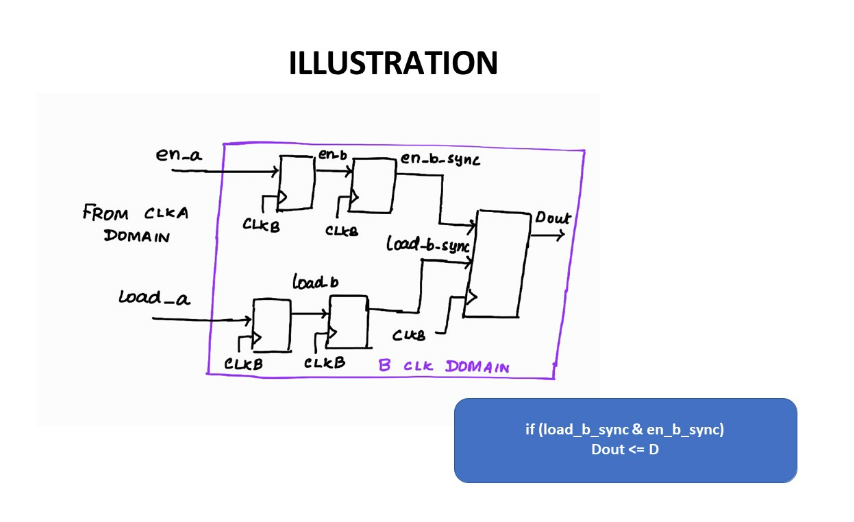 ILLUSTRATION
en_a
en_b
en_b_sync
CLKB
CLKB
FROM CLKA
DOMAIN
Dout
load_b_sync
load_b
load_a
CLKB
CLKB
CLKB
B CLK DOMAIN
if (load_b_sync & en_b_sync)
Dout <= D